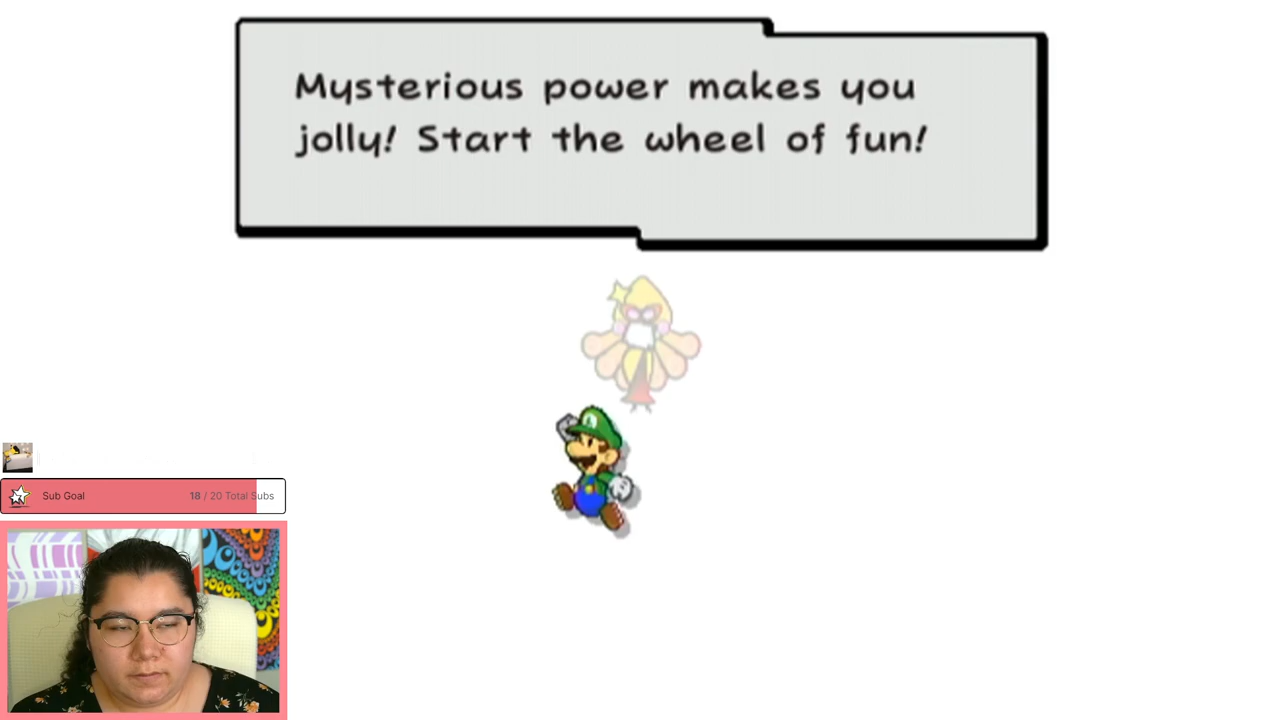 Mysterious power makes you
jolly! Start the wheel of fun!
Sub Goal
18 / 20 Total Subs
L